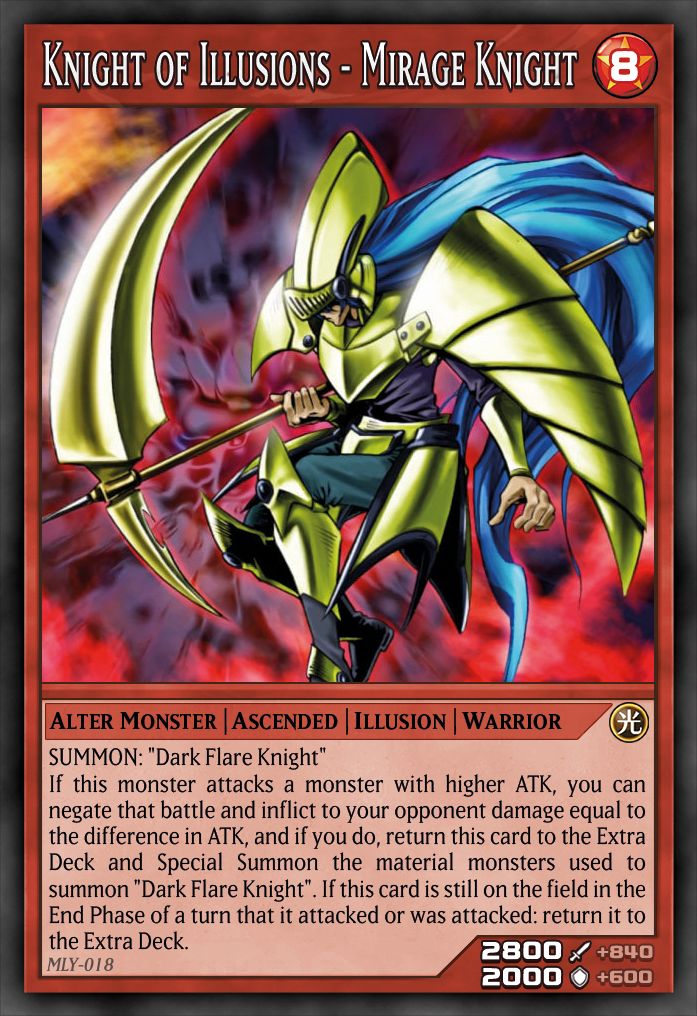 Knight of Illusions - Mirage Knight
8
Alter Monster | Ascended | Illusion | Warrior
光
SUMMON: "Dark Flare Knight"
If this monster attacks a monster with higher ATK, you can
negate that battle and inflict to your opponent damage equal to
the difference in ATK, and if you do, return this card to the Extra
Deck and Special Summon the material monsters used to
summon "Dark Flare Knight". If this card is still on the field in the
End Phase of a turn that it attacked or was attacked: return it to
the Extra Deck.
2800 +840
MLY-018
2000 +600